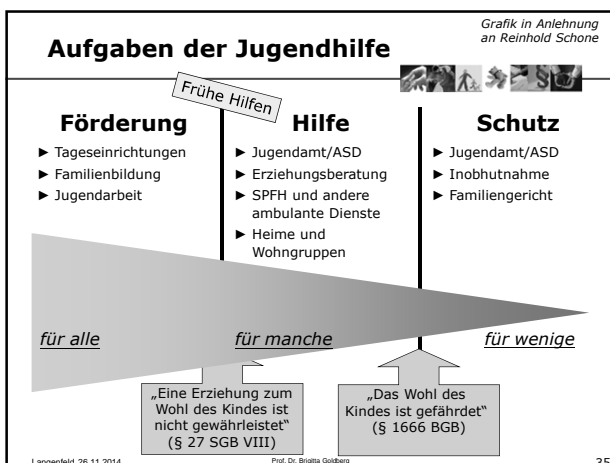 Grafik in Anlehnung
an Reinhold Schone
Aufgaben der Jugendhilfe
§
Frühe Hilfen
Förderung
► Tageseinrichtungen
► Familienbildung
► Jugendarbeit
Hilfe
► Jugendamt/ASD
► Erziehungsberatung
► SPFH und andere
ambulante Dienste
► Heime und
Wohngruppen
Schutz
► Jugendamt/ASD
► Inobhutnahme
► Familiengericht
für alle
für manche
für wenige
„Eine Erziehung zum
Wohl des Kindes ist
nicht gewährleistet“
(§ 27 SGB VIII)
„Das Wohl des
Kindes ist gefährdet“
(§ 1666 BGB)
Langenfeld, 26.11.2014
Prof. Dr. Brigitta Goldberg
35